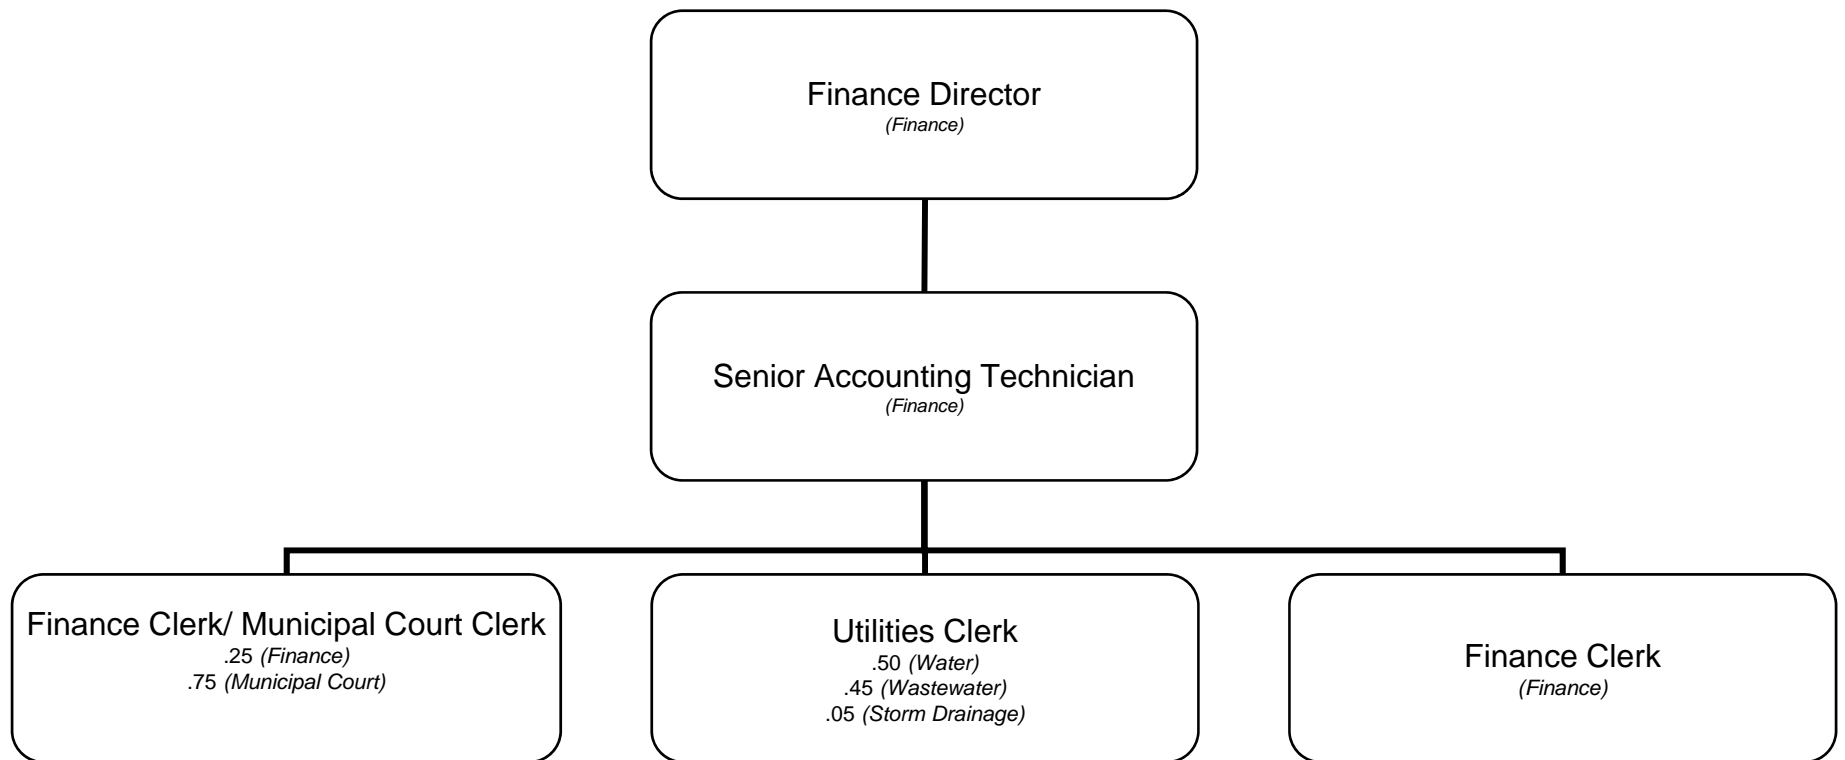 Finance Director
(Finance)
Senior Accounting Technician
(Finance)
Finance Clerk/ Municipal Court Clerk
.25 (Finance)
.75 (Municipal Court)
Utilities Clerk
.50 (Water)
.45 (Wastewater)
.05 (Storm Drainage)
Finance Clerk
(Finance)